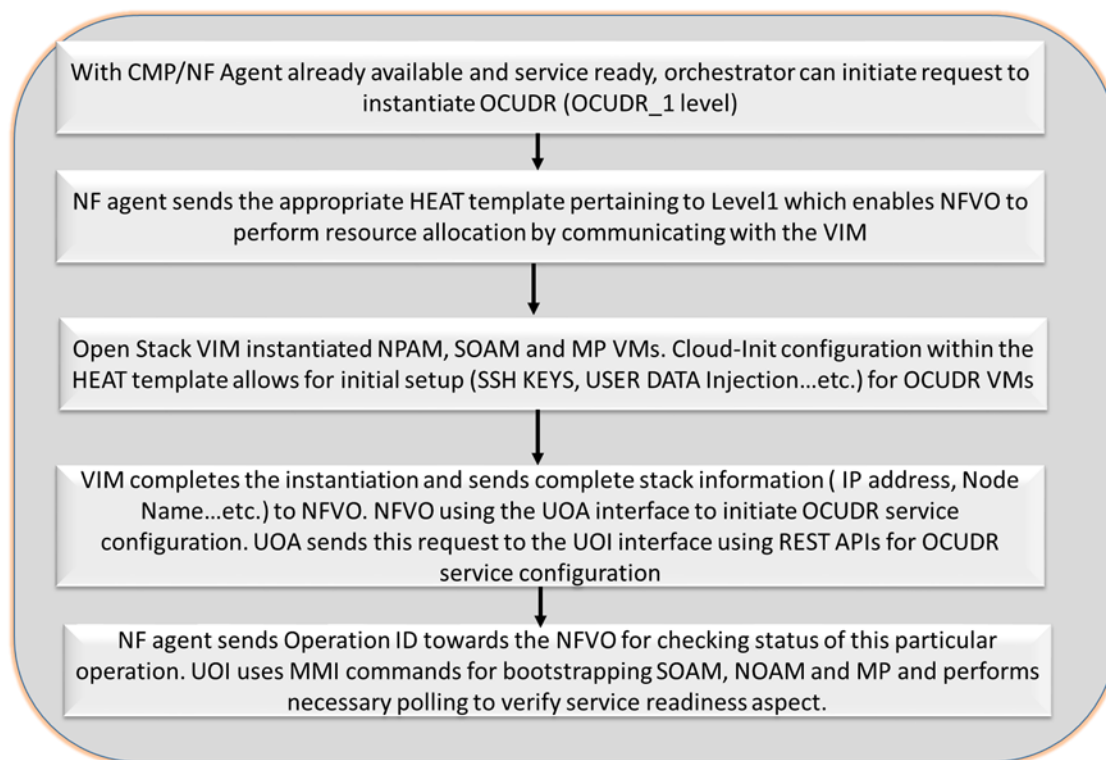 With CMP/NF Agent already available and service ready, orchestrator can initiate request to
instantiate OCUDR (OCUDR_1 level)
NF agent sends the appropriate HEAT template pertaining to Level1 which enables NFVO to
perform resource allocation by communicating with the VIM
Open Stack VIM instantiated NPAM, SOAM and MP VMs. Cloud-Init configuration within the
HEAT template allows for initial setup (SSH KEYS, USER DATA Injection...etc.) for OCUDR VMs
VIM completes the instantiation and sends complete stack information ( IP address, Node
Name...etc.) to NFVO. NFVO using the UOA interface to initiate OCUDR service
configuration. UOA sends this request to the UOI interface using REST APIs for OCUDR
service configuration
NF agent sends Operation ID towards the NFVO for checking status of this particular
operation. UOI uses MMI commands for bootstrapping SOAM, NOAM and MP and performs
necessary polling to verify service readiness aspect.